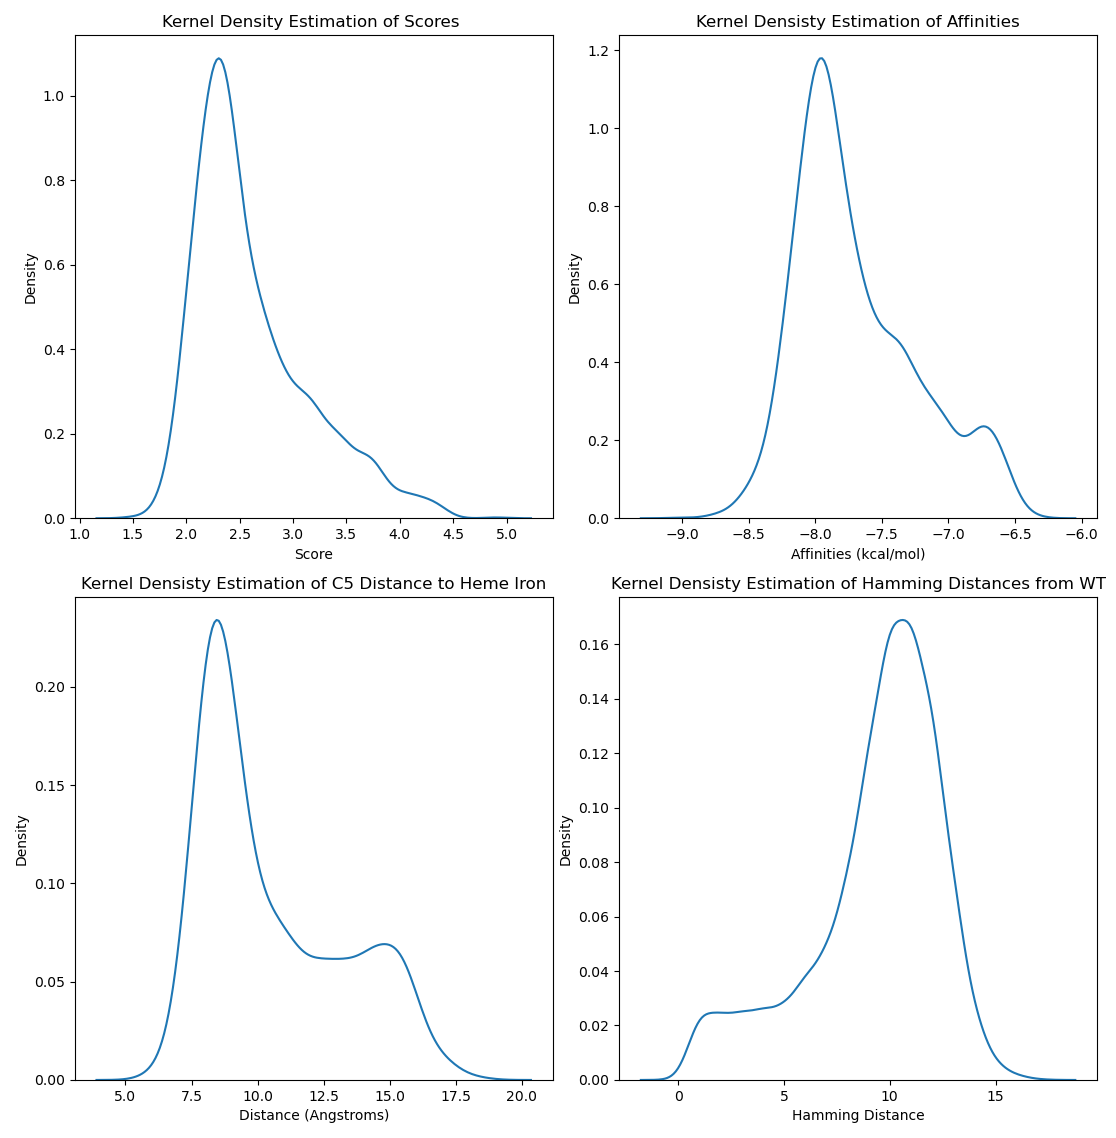 Kernel Density Estimation of Scores
1.0
0.8
0.6
0.4
0.2
0.0
Density
1.0 1.5 2.0 2.5 3.0 3.5 4.0 4.5 5.0
Score
Kernel Densisty Estimation of Affinities
1.2
1.0
0.8
0.6
0.4
0.2
0.0
Density
−9.0 −8.5 −8.0 −7.5 −7.0 −6.5 −6.0
Affinities (kcal/mol)
Kernel Densisty Estimation of C5 Distance to Heme Iron
0.20
0.15
0.10
0.05
0.00
Density
5.0 7.5 10.0 12.5 15.0 17.5 20.0
Distance (Angstroms)
Kernel Densisty Estimation of Hamming Distances from WT
0.16
0.14
0.12
0.10
0.08
0.06
0.04
0.02
0.00
Density
0 5 10 15
Hamming Distance